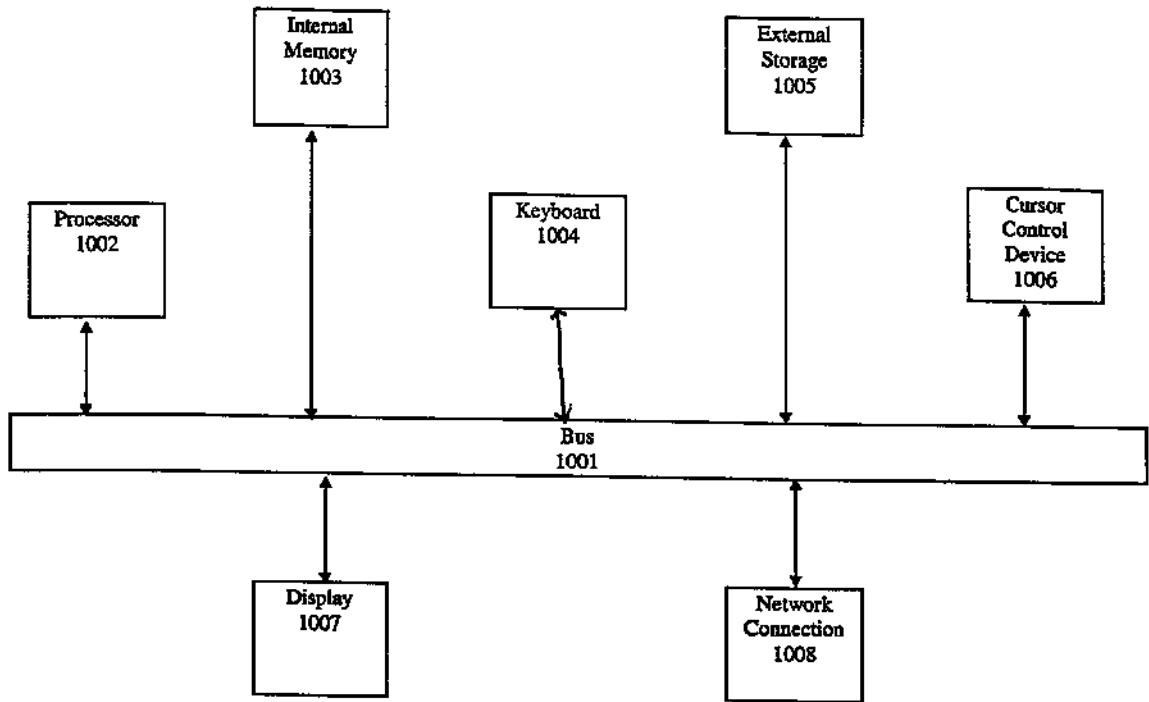 Internal
Memory
1003
External
Storage
1005
Processor
1002
Keyboard
1004
Cursor
Control
Device
1006
Bus
1001
Display
1007
Network
Connection
1008